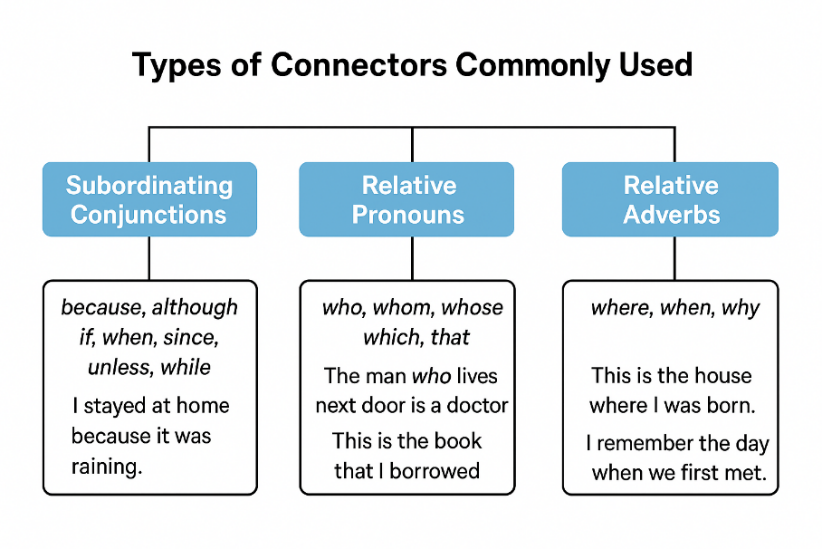 Types of Connectors Commonly Used
Subordinating
Conjunctions
because, although
if, when, since,
unless, while
I stayed at home
because it was
raining.
Relative
Pronouns
who, whom, whose
which, that
The man who lives
next door is a doctor
This is the book
that I borrowed
Relative
Adverbs
where, when, why
This is the house
where I was born.
I remember the day
when we first met.